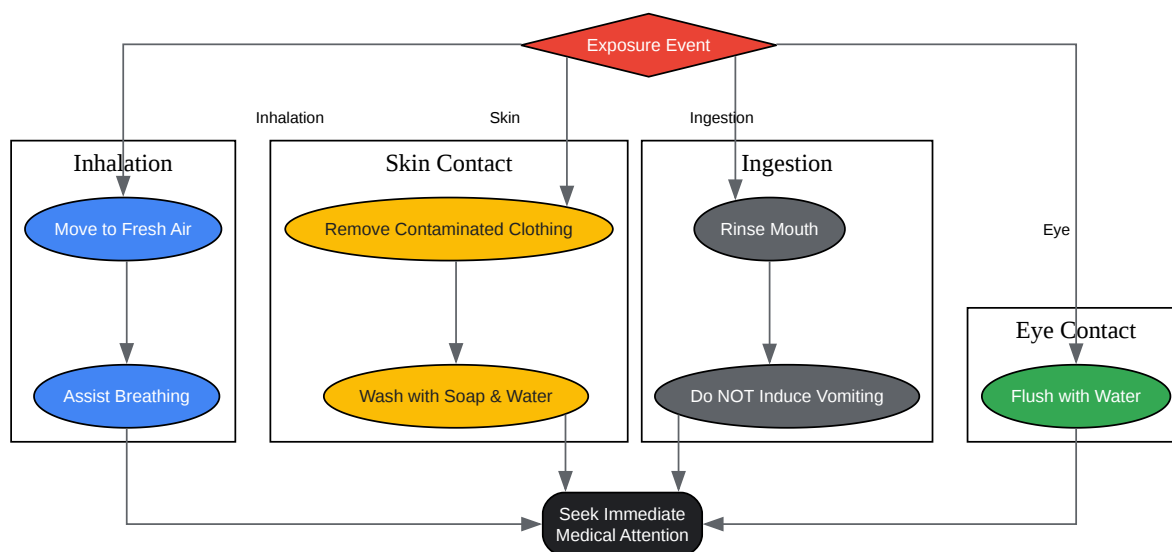 Exposure Event
Inhalation
Skin
Ingestion
Inhalation
Skin Contact
Ingestion
Move to Fresh Air
Remove Contaminated Clothing
Rinse Mouth
Eye
Eye Contact
Assist Breathing
Wash with Soap & Water
Do NOT Induce Vomiting
Flush with Water
Seek Immediate
Medical Attention